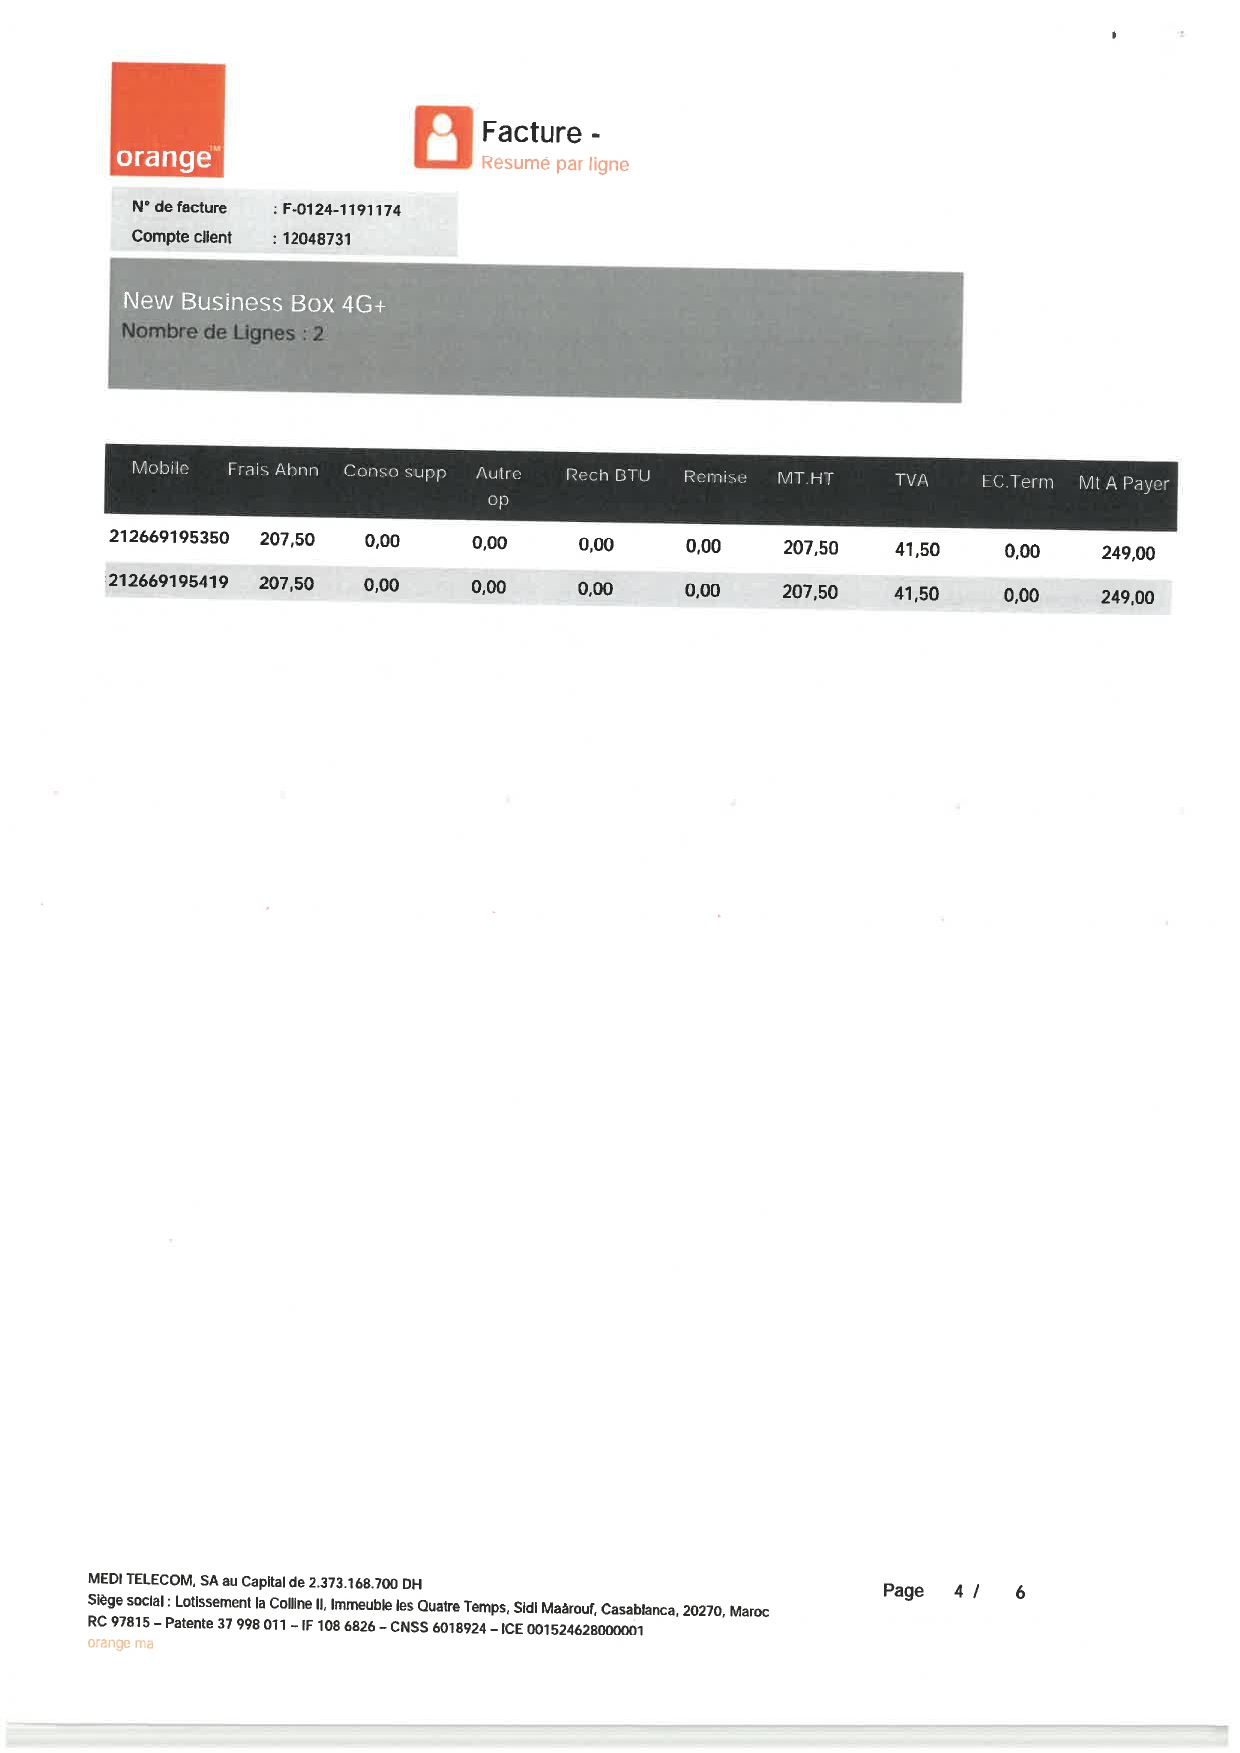 orange™
Facture -
Résumé par ligne
N° de facture : F-0124-1191174
Compte client : 12048731
New Business Box 4G+
Nombre de Lignes : 2
Mobile Frais Abnn Conso supp Autre op Rech BTU Remise MT.HT TVA EC.Term Mt A Payer
212669195350 207,50 0,00 0,00 0,00 0,00 207,50 41,50 0,00 249,00
212669195419 207,50 0,00 0,00 0,00 0,00 207,50 41,50 0,00 249,00
MEDI TELECOM, SA au Capital de 2.373.168.700 DH
Siège social : Lotissement la Colline II, Immeuble les Quatre Temps, Sidi Maârouf, Casablanca, 20270, Maroc
RC 97815 – Patente 37 998 011 – IF 108 6826 – CNSS 6018924 – ICE 001524628000001
orange ma
Page 4 / 6